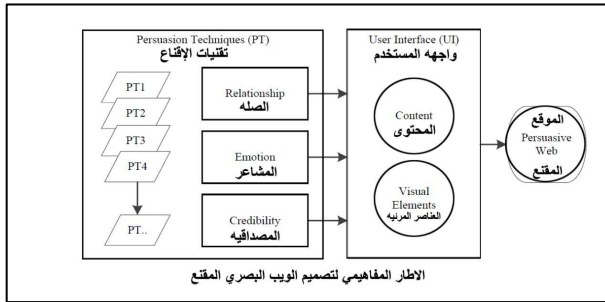 Persuasion Techniques (PT)
تقنيات الإقناع
PT1
PT2
PT3
PT4
PT..
Relationship
الصله
Emotion
المشاعر
Credibility
المصداقيه
User Interface (UI)
واجهه المستخدم
Content
المحتوى
Visual
Elements
العناصر المرئيه
الموقع
Persuasive
Web
المقنع
الاطار المفاهيمي لتصميم الويب البصري المقنع